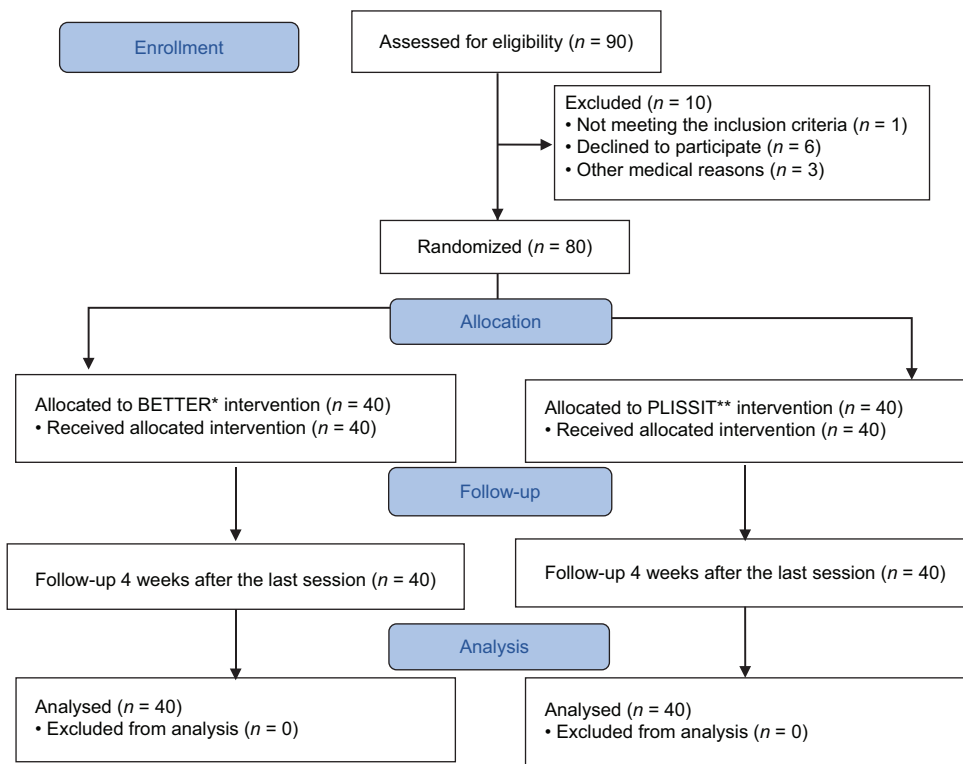 Enrollment
Assessed for eligibility (n = 90)
Excluded (n = 10)
• Not meeting the inclusion criteria (n = 1)
• Declined to participate (n = 6)
• Other medical reasons (n = 3)
Randomized (n = 80)
Allocation
Allocated to BETTER* intervention (n = 40)
• Received allocated intervention (n = 40)
Allocated to PLISSIT** intervention (n = 40)
• Received allocated intervention (n = 40)
Follow-up
Follow-up 4 weeks after the last session (n = 40)
Follow-up 4 weeks after the last session (n = 40)
Analysis
Analysed (n = 40)
• Excluded from analysis (n = 0)
Analysed (n = 40)
• Excluded from analysis (n = 0)